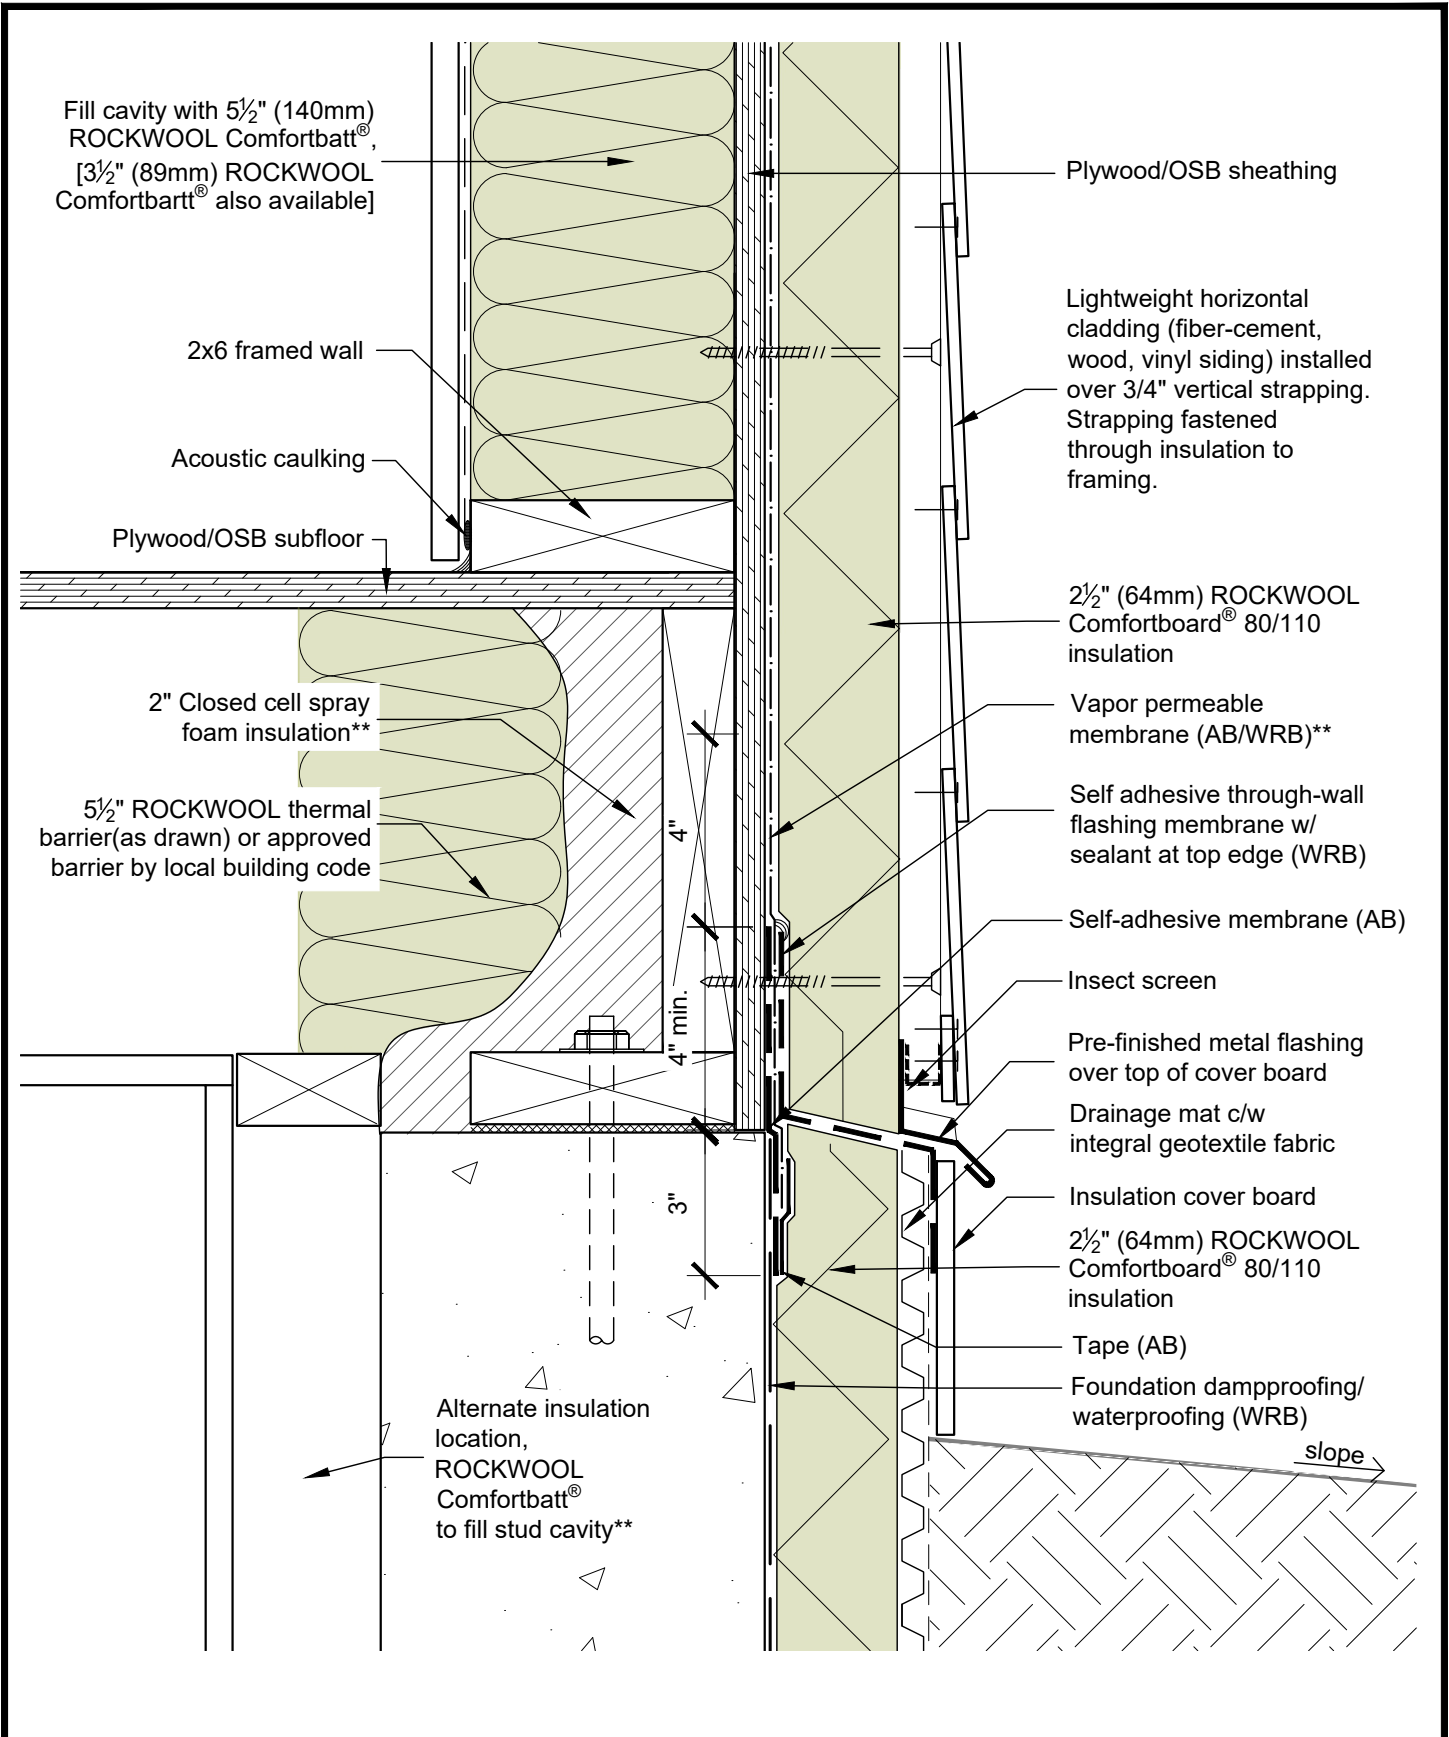 Fill cavity with 5½" (140mm)
ROCKWOOL Comfortbatt®,
[3½" (89mm) ROCKWOOL
Comfortbartt® also available]
2x6 framed wall
Acoustic caulking
Plywood/OSB subfloor
2" Closed cell spray
foam insulation**
5½" ROCKWOOL thermal
barrier(as drawn) or approved
barrier by local building code
4"
4" min.
3"
Alternate insulation
location,
ROCKWOOL
Comfortbatt®
to fill stud cavity**
Plywood/OSB sheathing
Lightweight horizontal
cladding (fiber-cement,
wood, vinyl siding) installed
over 3/4" vertical strapping.
Strapping fastened
through insulation to
framing.
2½" (64mm) ROCKWOOL
Comfortboard® 80/110
insulation
Vapor permeable
membrane (AB/WRB)**
Self adhesive through-wall
flashing membrane w/
sealant at top edge (WRB)
Self-adhesive membrane (AB)
Insect screen
Pre-finished metal flashing
over top of cover board
Drainage mat c/w
integral geotextile fabric
Insulation cover board
2½" (64mm) ROCKWOOL
Comfortboard® 80/110
insulation
Tape (AB)
Foundation dampproofing/
waterproofing (WRB)
slope